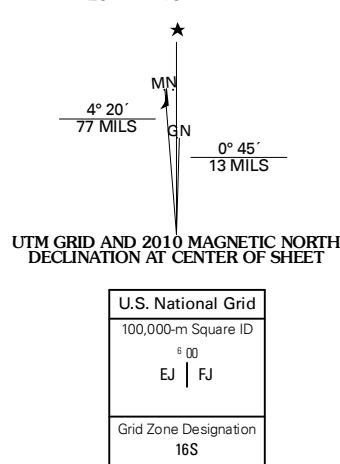 ★
MN
4° 20´
77 MILS
GN
0° 45´
13 MILS
UTM GRID AND 2010 MAGNETIC NORTH
DECLINATION AT CENTER OF SHEET
U.S. National Grid
100,000-m Square ID
6 00
EJ FJ
Grid Zone Designation
16S